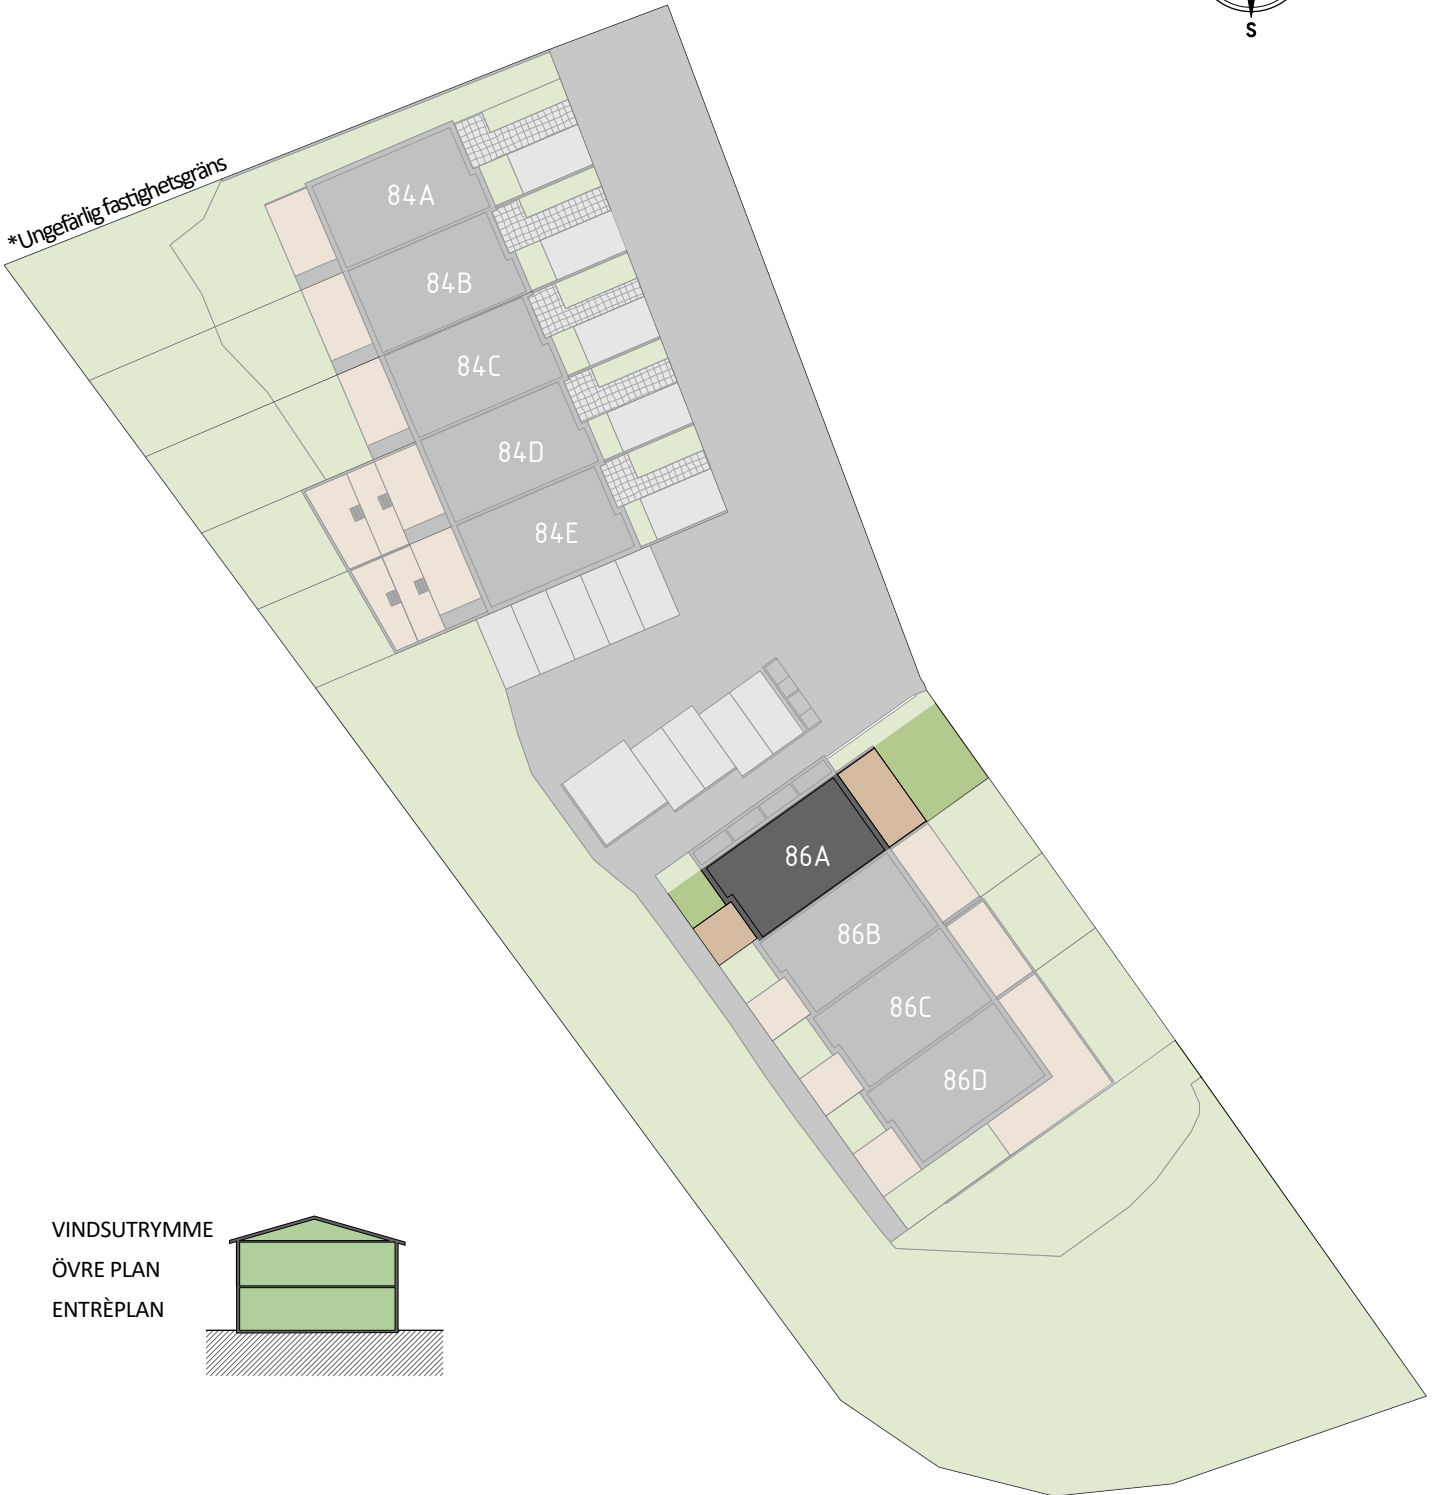 S
*Ungefärlig fastighetsgräns
84A
84B
84C
84D
84E
86A
86B
86C
86D
VINDSUTRYMME
ÖVRE PLAN
ENTRÈPLAN